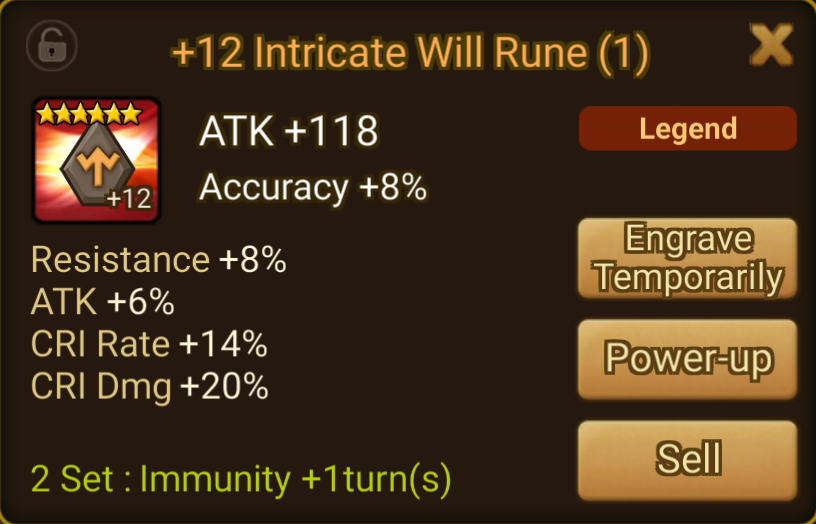 +12 Intricate Will Rune (1)
+12
ATK +118
Accuracy +8%
Legend
Resistance +8%
ATK +6%
CRI Rate +14%
CRI Dmg +20%
2 Set : Immunity +1turn(s)
Engrave
Temporarily
Power-up
Sell